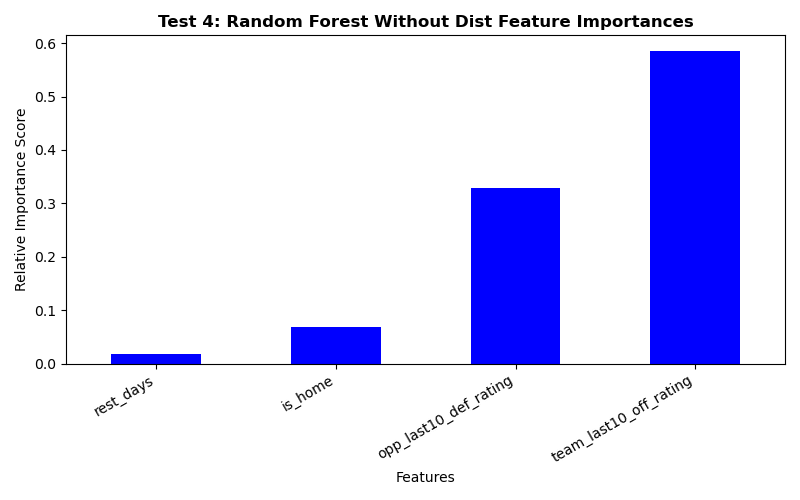 Test 4: Random Forest Without Dist Feature Importances
Relative Importance Score
0.6
0.5
0.4
0.3
0.2
0.1
0.0
rest_days
is_home
opp_last10_def_rating
team_last10_off_rating
Features